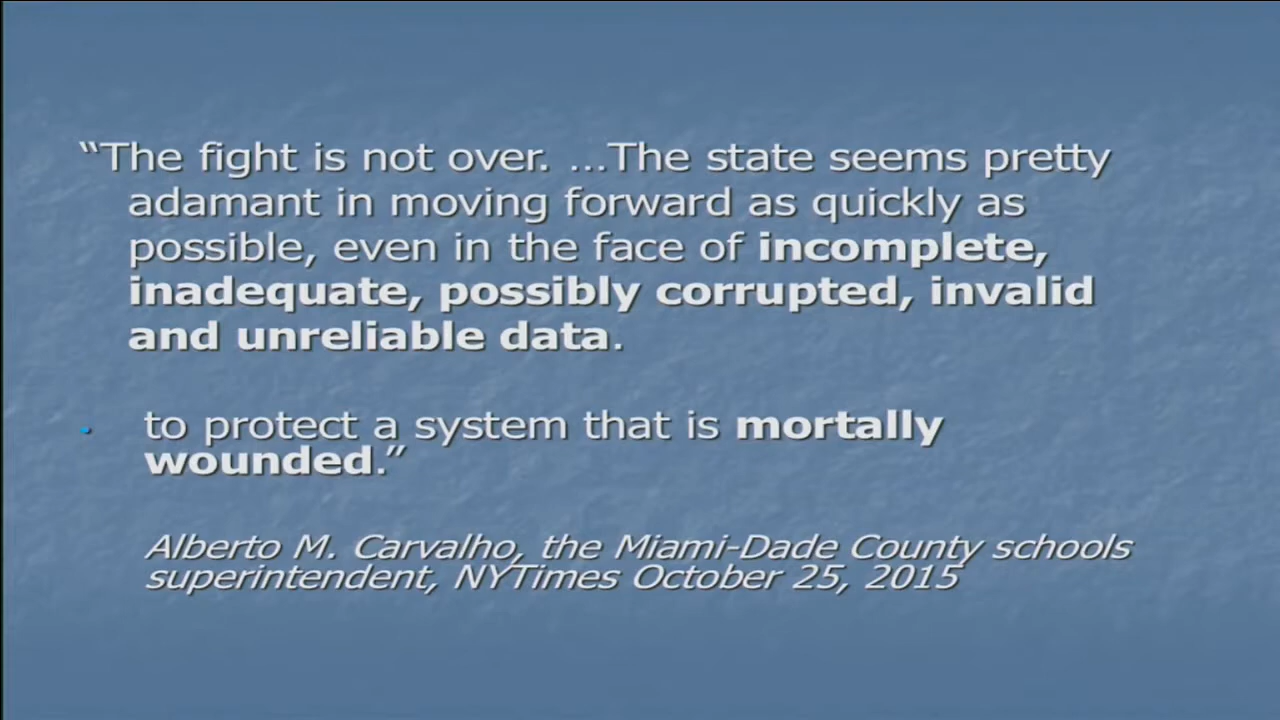 “The fight is not over. ...The state seems pretty
adamant in moving forward as quickly as
possible, even in the face of incomplete,
inadequate, possibly corrupted, invalid
and unreliable data.
to protect a system that is mortally
wounded.”
Alberto M. Carvalho, the Miami-Dade County schools
superintendent, NYTimes October 25, 2015